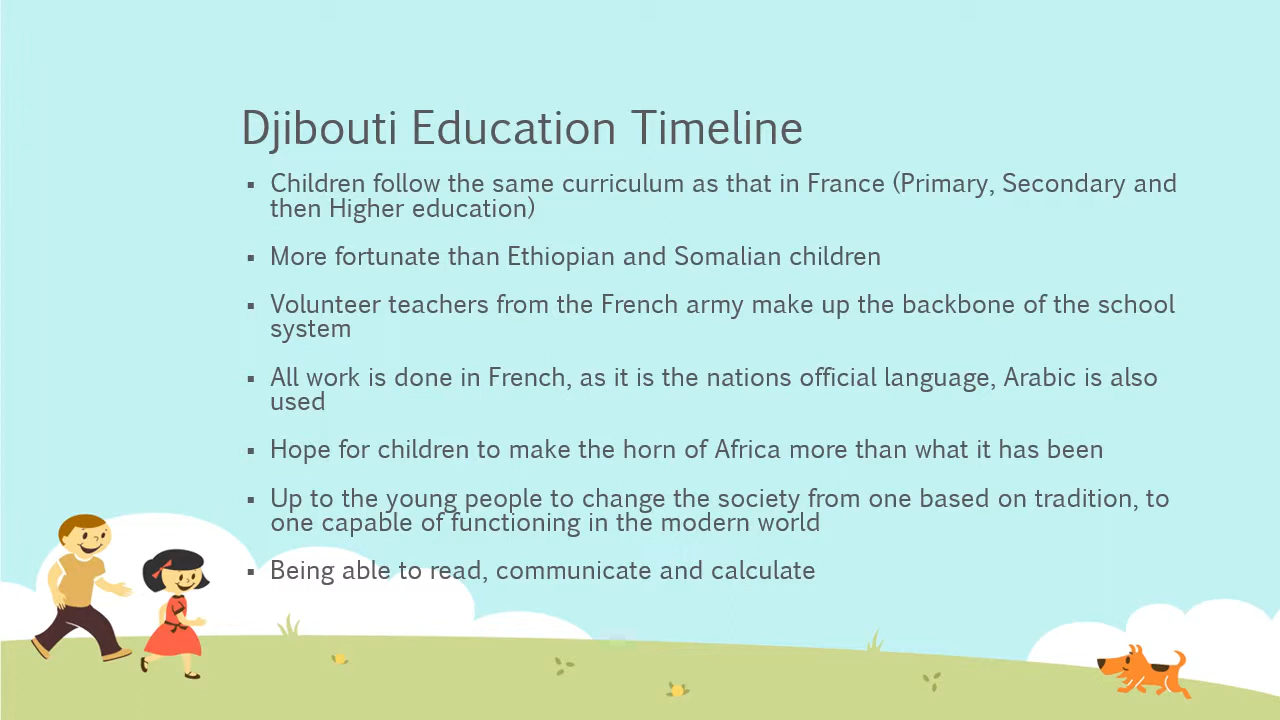 Djibouti Education Timeline
▪ Children follow the same curriculum as that in France (Primary, Secondary and
then Higher education)
▪ More fortunate than Ethiopian and Somalian children
▪ Volunteer teachers from the French army make up the backbone of the school
system
▪ All work is done in French, as it is the nations official language, Arabic is also
used
▪ Hope for children to make the horn of Africa more than what it has been
▪ Up to the young people to change the society from one based on tradition, to
one capable of functioning in the modern world
▪ Being able to read, communicate and calculate